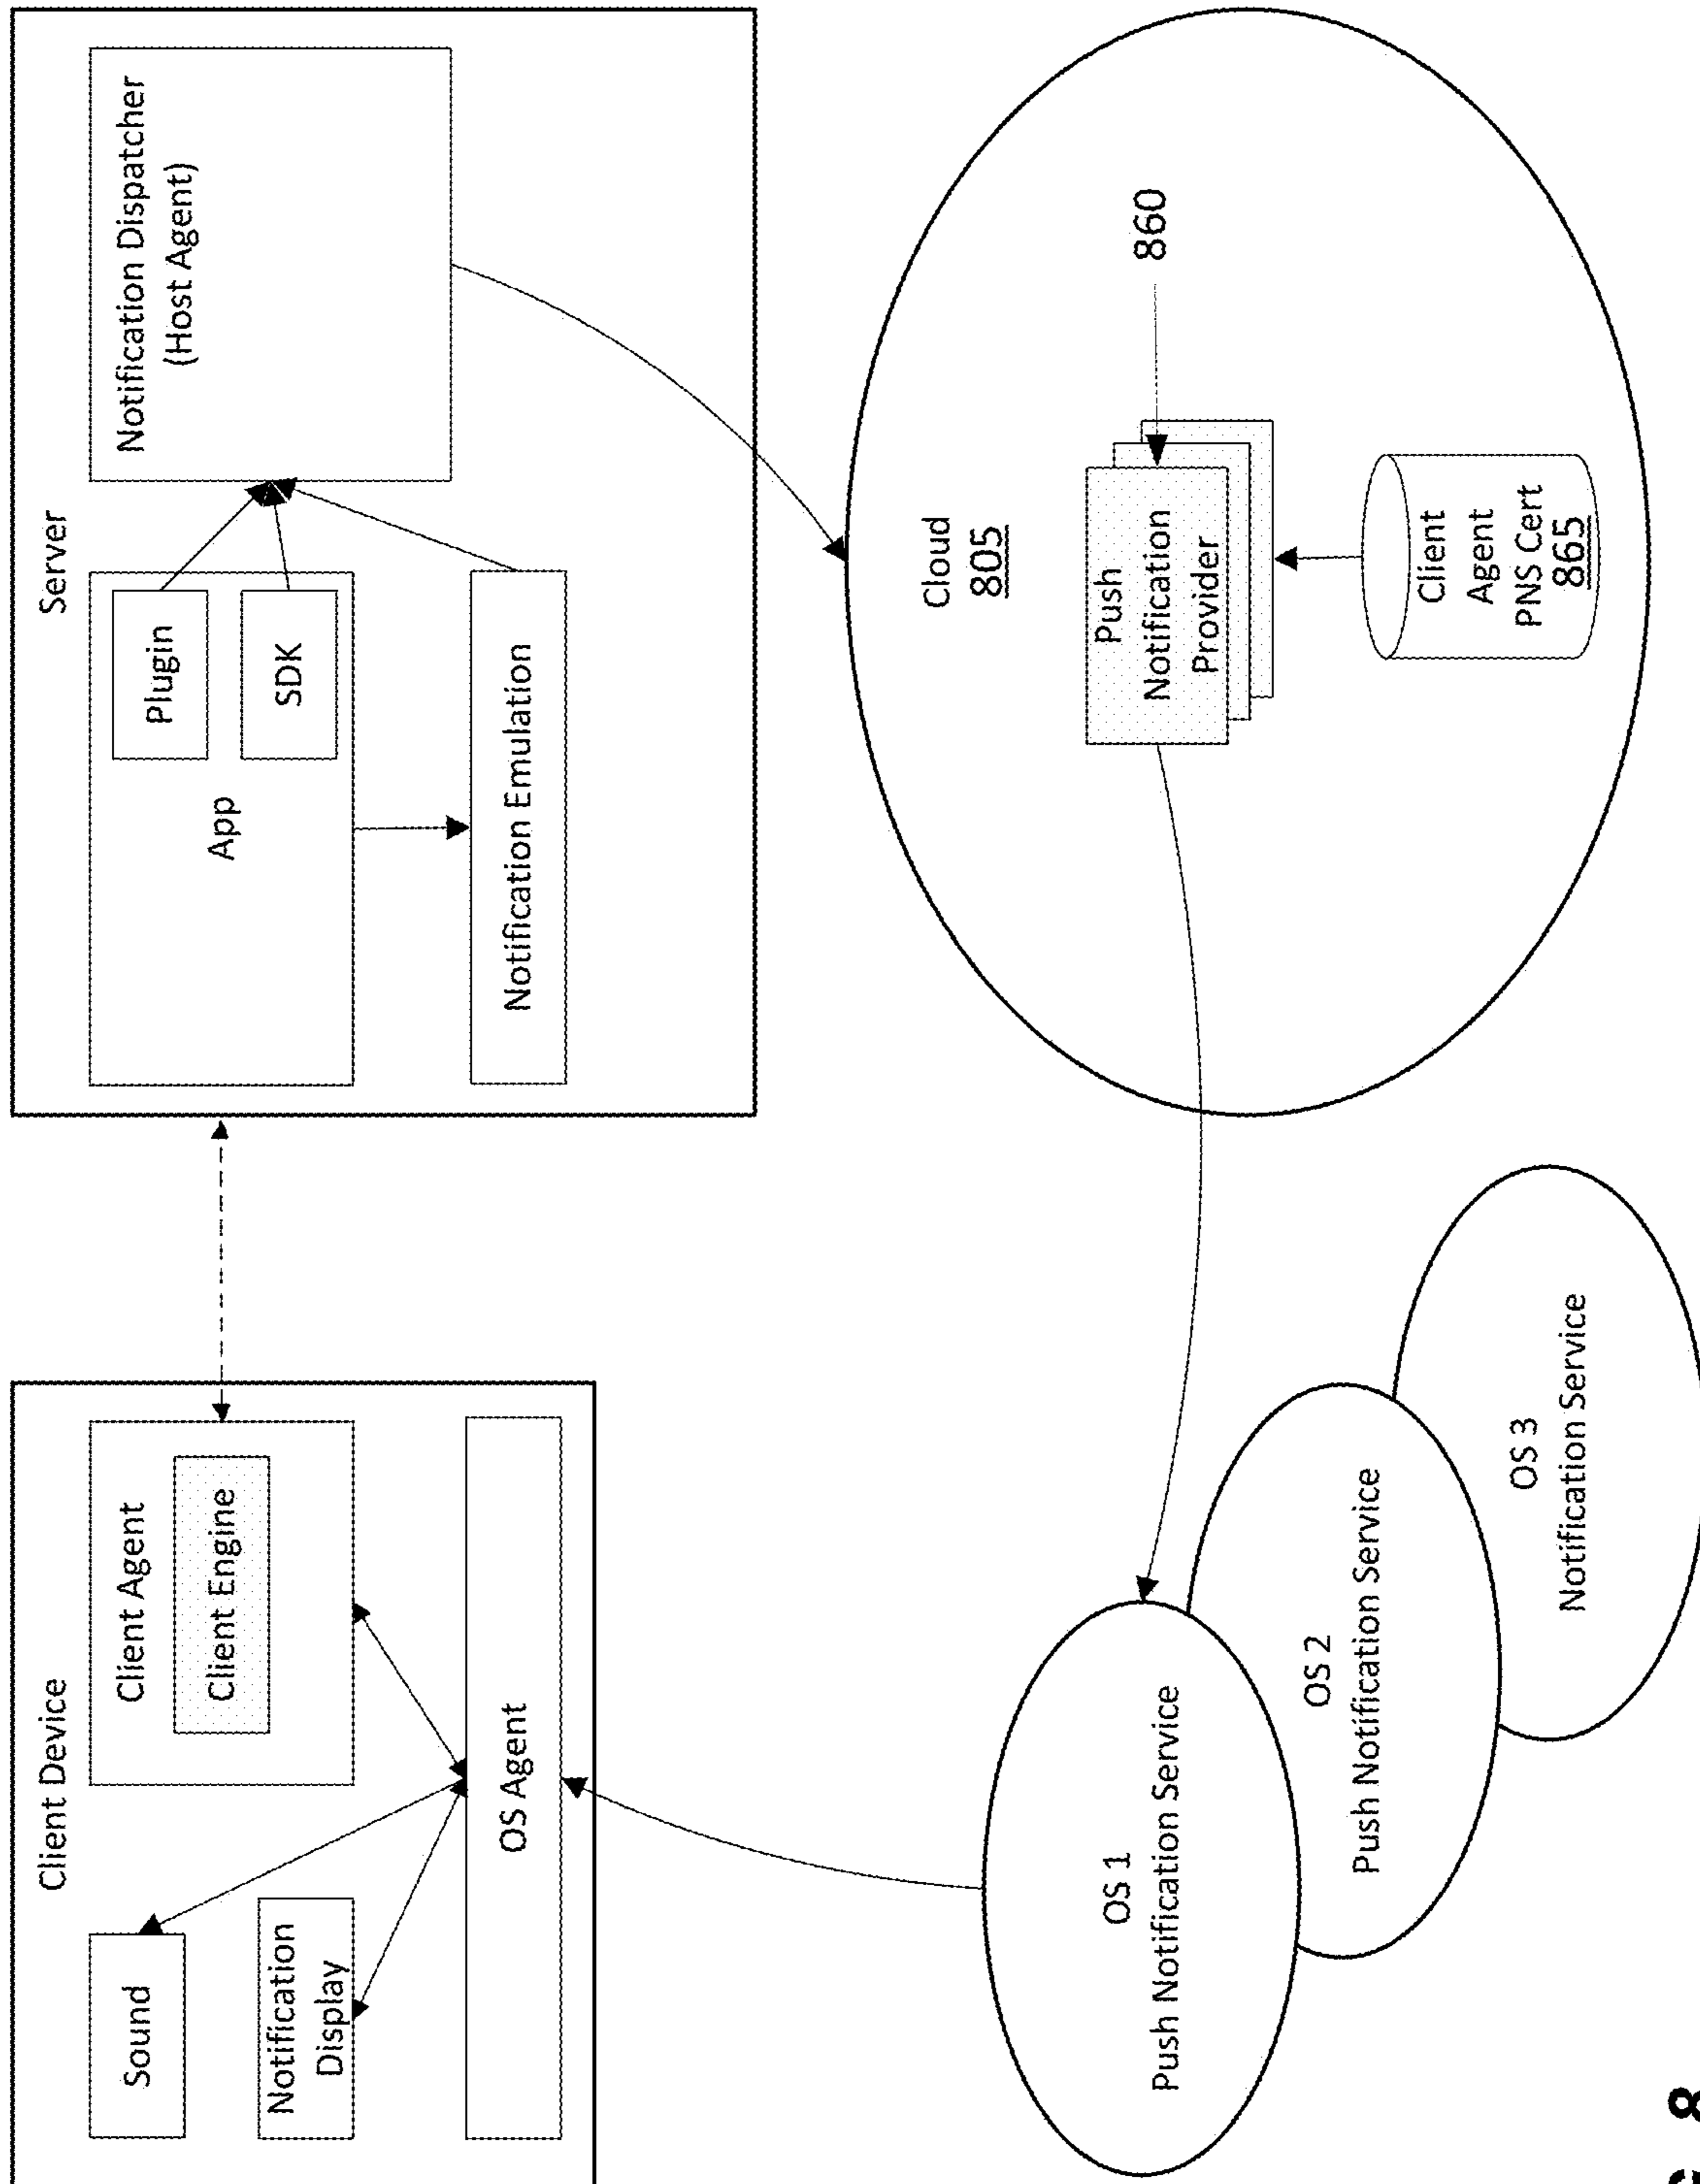 Client Device
Sound
Notification
Display
Client Agent
Client Engine
OS Agent
Server
App
Plugin
SDK
Notification Emulation
Notification Dispatcher
(Host Agent)
OS 1
Push Notification Service
OS 2
Push Notification Service
OS 3
Notification Service
Cloud
805
Push
Notification
Provider
860
Client
Agent
PNS Cert
865
8